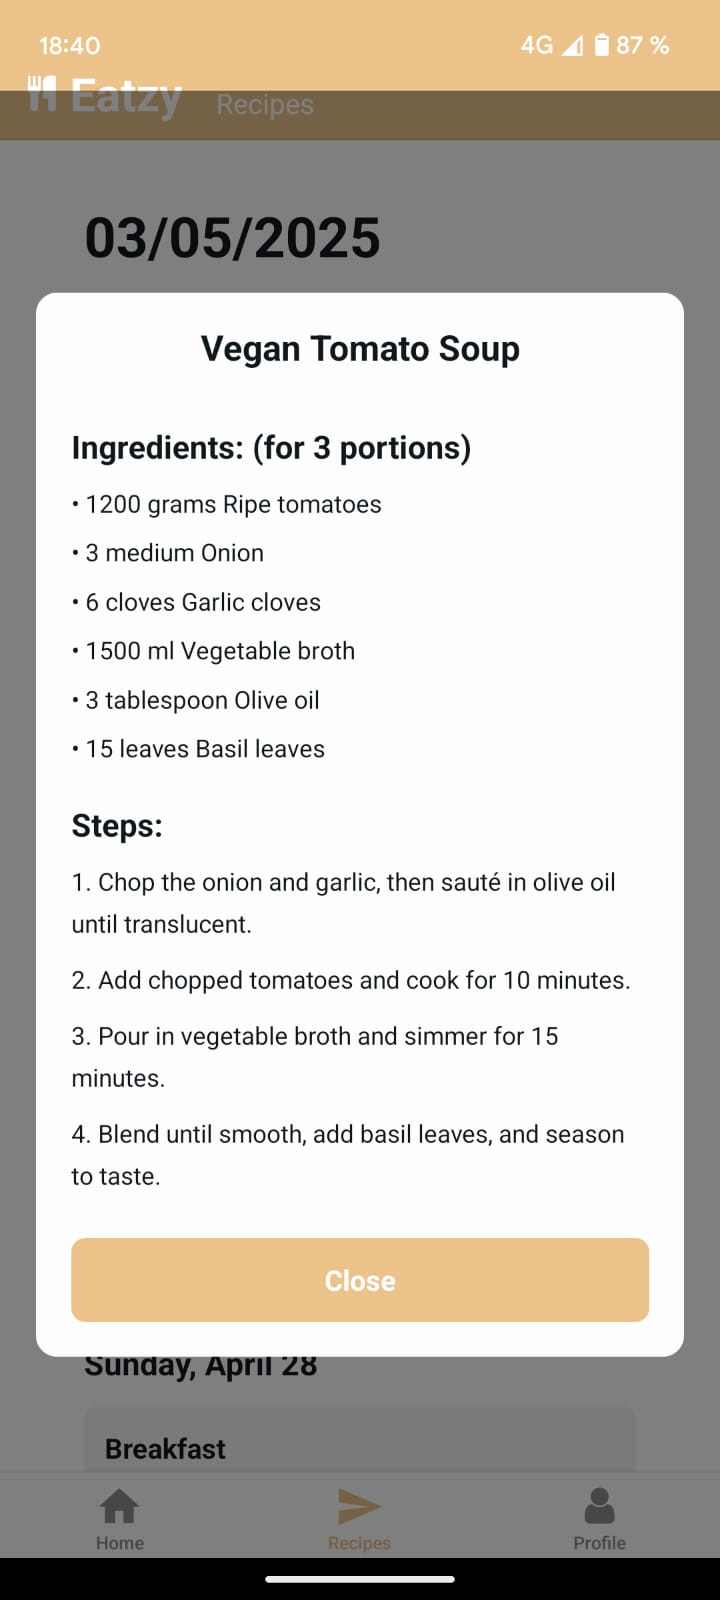 18:40
4G 87 %
Eatzy Recipes
03/05/2025
Vegan Tomato Soup
Ingredients: (for 3 portions)
• 1200 grams Ripe tomatoes
• 3 medium Onion
• 6 cloves Garlic cloves
• 1500 ml Vegetable broth
• 3 tablespoon Olive oil
• 15 leaves Basil leaves
Steps:
1. Chop the onion and garlic, then sauté in olive oil
until translucent.
2. Add chopped tomatoes and cook for 10 minutes.
3. Pour in vegetable broth and simmer for 15
minutes.
4. Blend until smooth, add basil leaves, and season
to taste.
Close
Sunday, April 28
Breakfast
Home Recipes Profile